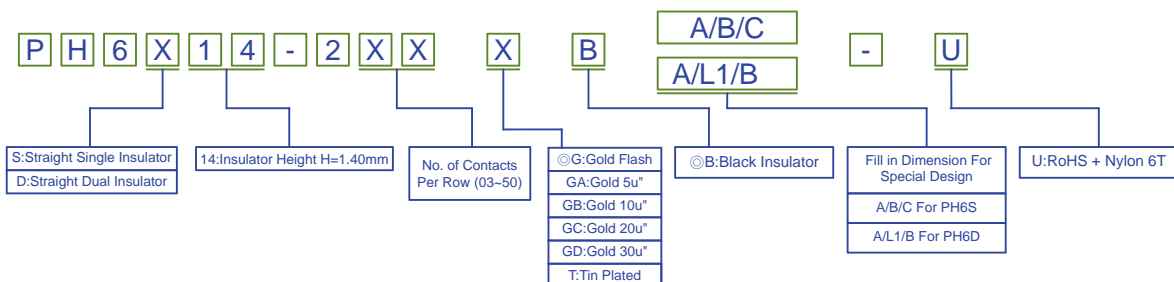 A/B/C
P H 6 X 1 4 - 2 X X X B - U
A/L1/B
S:Straight Single Insulator
D:Straight Dual Insulator
14:Insulator Height H=1.40mm
No. of Contacts
Per Row (03~50)
◎G:Gold Flash
GA:Gold 5u"
GB:Gold 10u"
GC:Gold 20u"
GD:Gold 30u"
T:Tin Plated
◎B:Black Insulator
Fill in Dimension For
Special Design
A/B/C For PH6S
A/L1/B For PH6D
U:RoHS + Nylon 6T